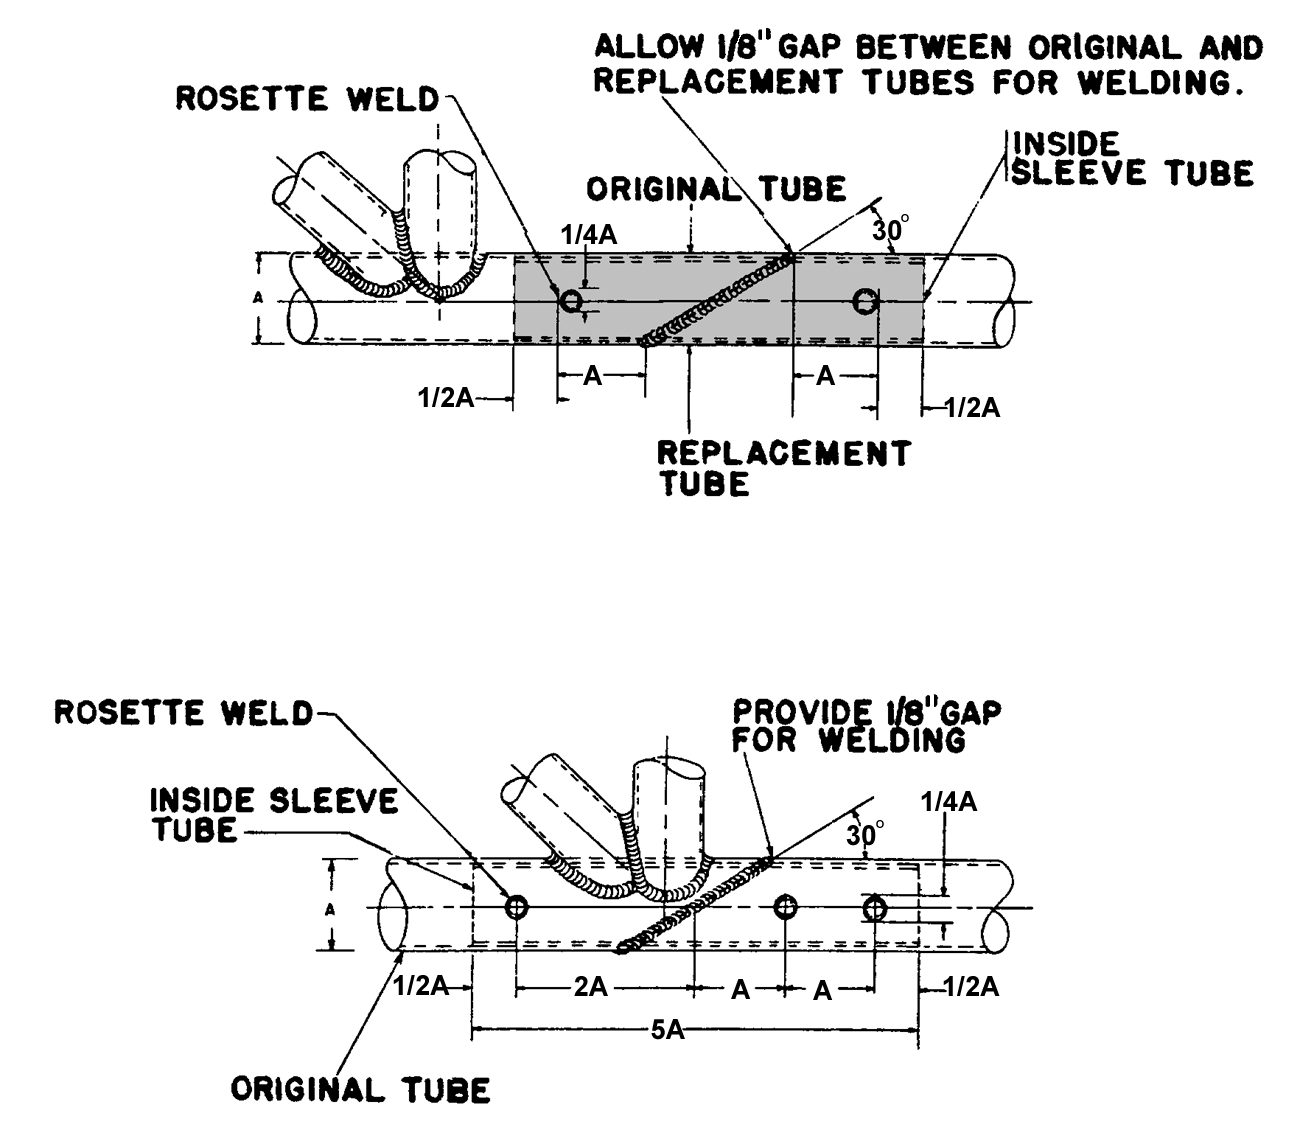 ALLOW 1/8" GAP BETWEEN ORIGINAL AND
REPLACEMENT TUBES FOR WELDING.
ROSETTE WELD
INSIDE
SLEEVE TUBE
ORIGINAL TUBE
30°
1/4A
A
A
A
1/2A
1/2A
REPLACEMENT
TUBE
ROSETTE WELD
PROVIDE 1/8" GAP
FOR WELDING
INSIDE SLEEVE
TUBE
1/4A
30°
A
1/2A
2A
A
A
1/2A
5A
ORIGINAL TUBE